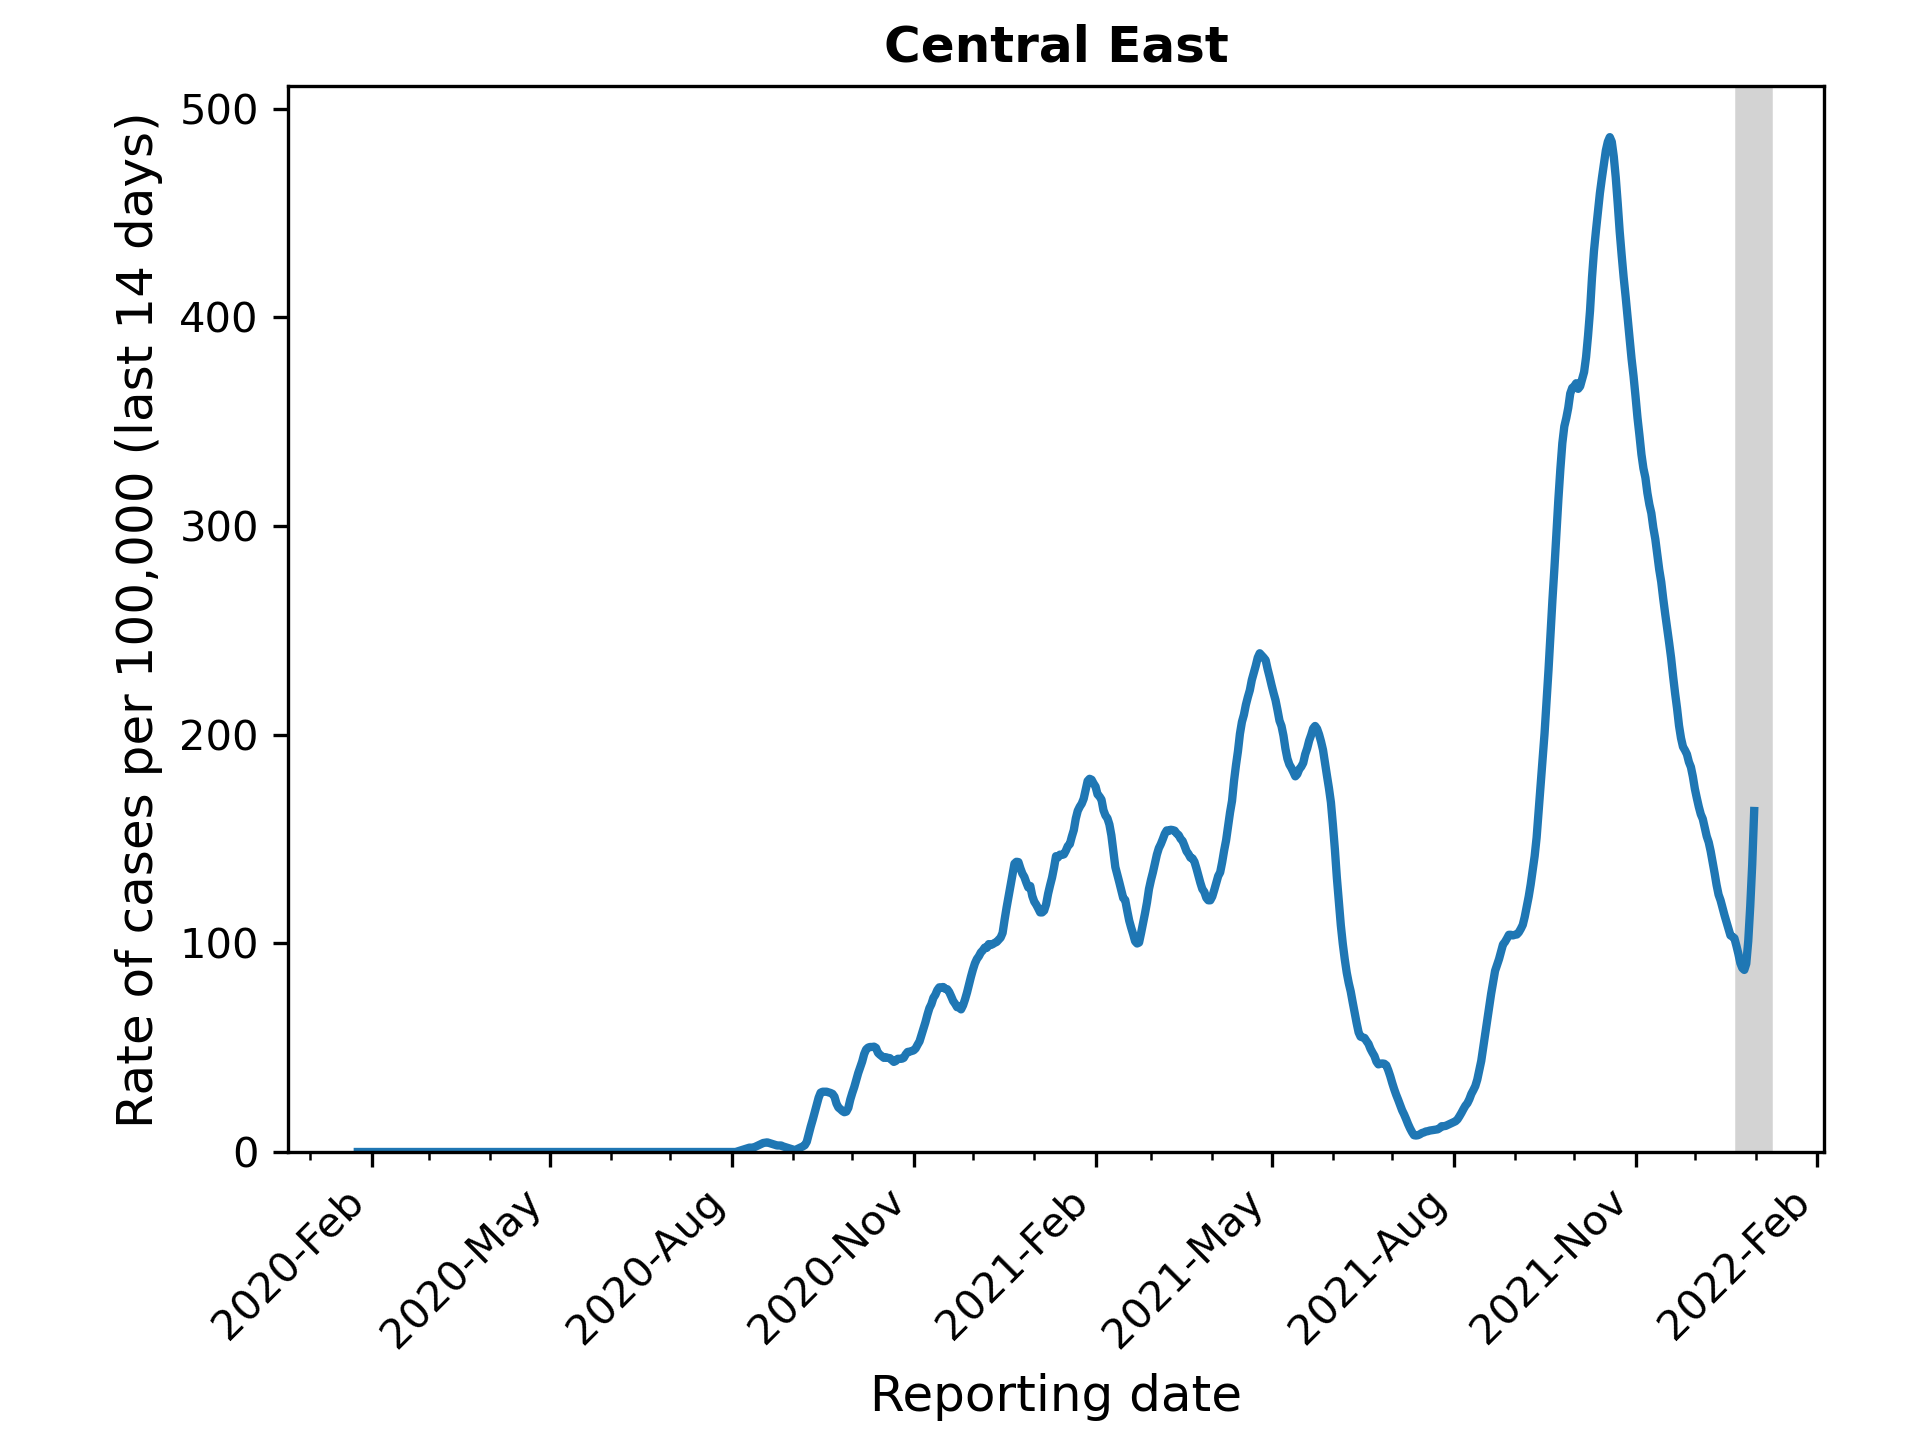 Central East
Rate of cases per 100,000 (last 14 days)
500
400
300
200
100
0
2020-Feb
2020-May
2020-Aug
2020-Nov
2021-Feb
2021-May
2021-Aug
2021-Nov
2022-Feb
Reporting date